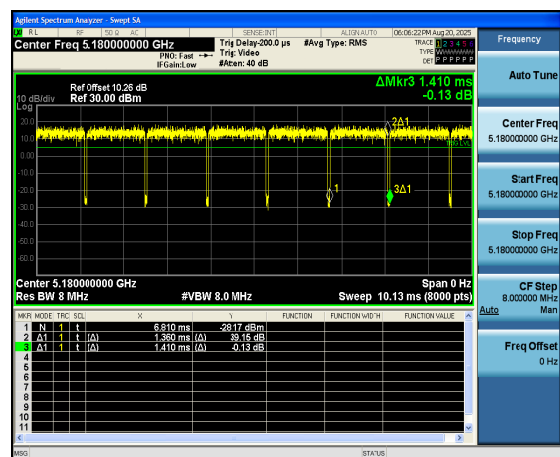 Agilent Spectrum Analyzer - Swept SA
RL RF 50 Ω AC SENSE:INT ALIGN AUTO 06:06:22 PM Aug 20, 2025
Center Freq 5.180000000 GHz
PNO: Fast
IFGain:Low
Trig Delay-200.0 µs
Trig: Video
#Atten: 40 dB
#Avg Type: RMS
TRACE 1 2 3 4 5 6
TYPE
DET P P P P P P
Frequency
ΔMkr3 1.410 ms
-0.13 dB
Ref Offset 10.26 dB
Ref 30.00 dBm
10 dB/div
Log
20.0
10.0
0.00
-10.0
-20.0
-30.0
-40.0
-50.0
-60.0
2Δ1
TRIG LVL
1
3Δ1
Center 5.180000000 GHz
Span 0 Hz
Res BW 8 MHz
#VBW 8.0 MHz
Sweep 10.13 ms (8000 pts)
MKR MODE TRC SCL X Y FUNCTION FUNCTION WIDTH FUNCTION VALUE
1 N 1 t 6.810 ms -28.17 dBm
2 Δ1 1 t (Δ) 1.360 ms (Δ) 39.15 dB
3 Δ1 1 t (Δ) 1.410 ms (Δ) -0.13 dB
4
5
6
7
8
9
10
11
Auto Tune
Center Freq
5.180000000 GHz
Start Freq
5.180000000 GHz
Stop Freq
5.180000000 GHz
CF Step
8.000000 MHz
Auto Man
Freq Offset
0 Hz
MSG
STATUS